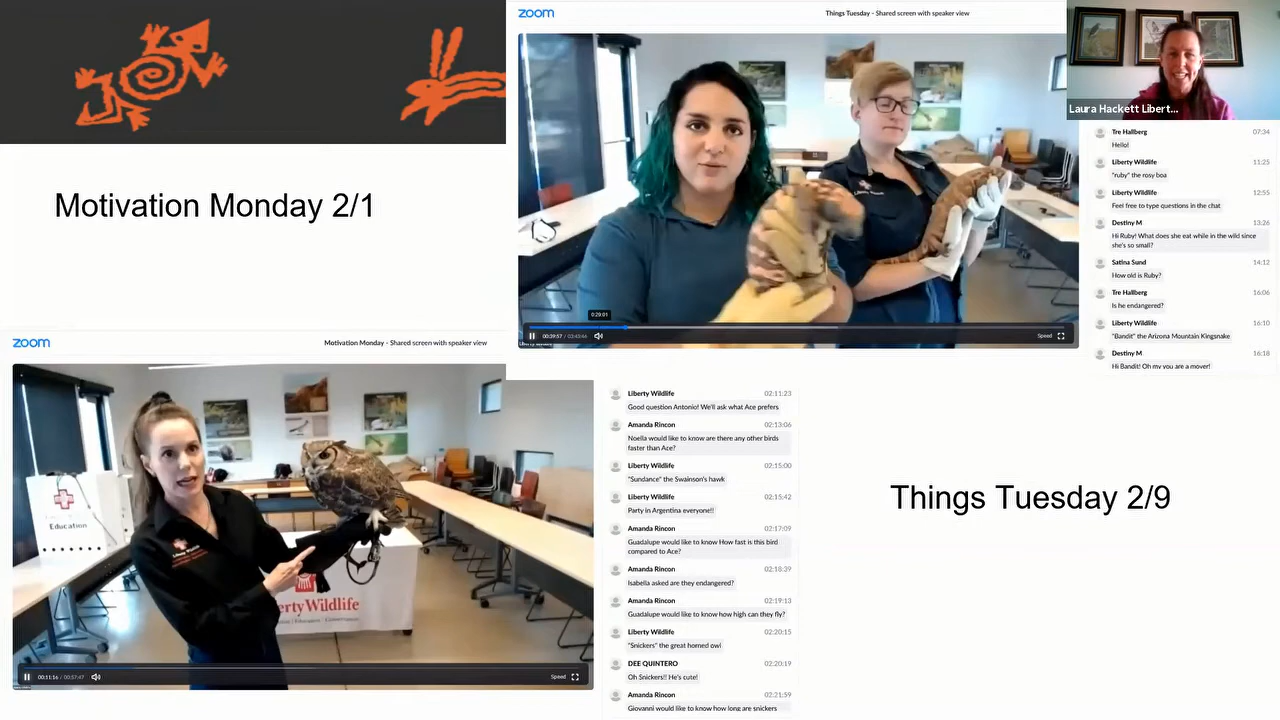 zoom
Things Tuesday - Shared screen with speaker view
Laura Hackett Libert...
Motivation Monday 2/1
Tre Hallberg 07:34
Hello!
Liberty Wildlife 11:25
"ruby" the rosy boa
Liberty Wildlife 12:55
Feel free to type questions in the chat
Destiny M 13:26
Hi Ruby! What does she eat while in the wild since
she's so small?
Satina Sund 14:12
How old is Ruby?
Tre Hallberg 16:06
Is he endangered?
Liberty Wildlife 16:10
"Bandit" the Arizona Mountain Kingsnake
Destiny M 16:18
Hi Bandit! Oh my you are a mover!
0:29:01
Speed
zoom
Motivation Monday - Shared screen with speaker view
Education
Liberty Wildlife
00:11:16 / 00:57:47
Speed
Liberty Wildlife 02:11:23
Good question Antonio! We'll ask what Ace prefers
Amanda Rincon 02:13:06
Noella would like to know are there any other birds
faster than Ace?
Liberty Wildlife 02:15:00
"Sundance" the Swainson's hawk
Liberty Wildlife 02:15:42
Party in Argentina everyone!!
Amanda Rincon 02:17:09
Guadalupe would like to know How fast is this bird
compared to Ace?
Amanda Rincon 02:18:39
Isabella asked are they endangered?
Amanda Rincon 02:19:13
Guadalupe would like to know how high can they fly?
Liberty Wildlife 02:20:15
"Snickers" the great horned owl
DEE QUINTERO 02:20:19
Oh Snickers!! He's cute!
Amanda Rincon 02:21:59
Giovanni would like to know how long are snickers
Things Tuesday 2/9